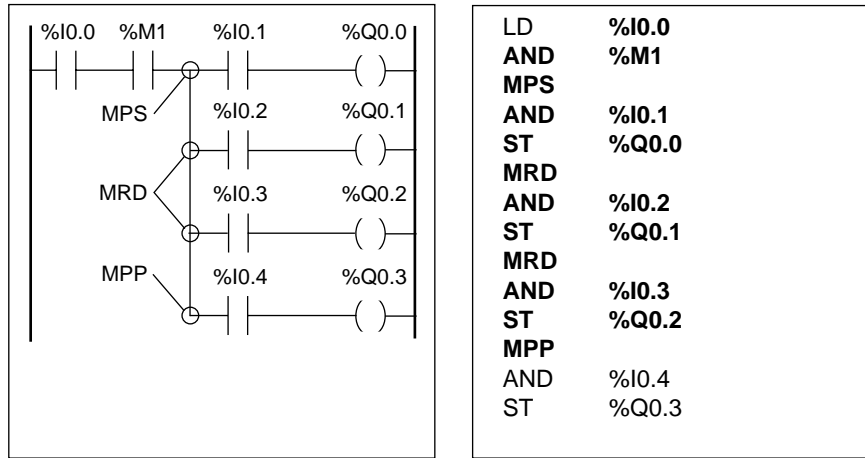 %I0.0 %M1 %I0.1 %Q0.0
MPS %I0.2 %Q0.1
MRD %I0.3 %Q0.2
MPP %I0.4 %Q0.3
LD %I0.0
AND %M1
MPS
AND %I0.1
ST %Q0.0
MRD
AND %I0.2
ST %Q0.1
MRD
AND %I0.3
ST %Q0.2
MPP
AND %I0.4
ST %Q0.3